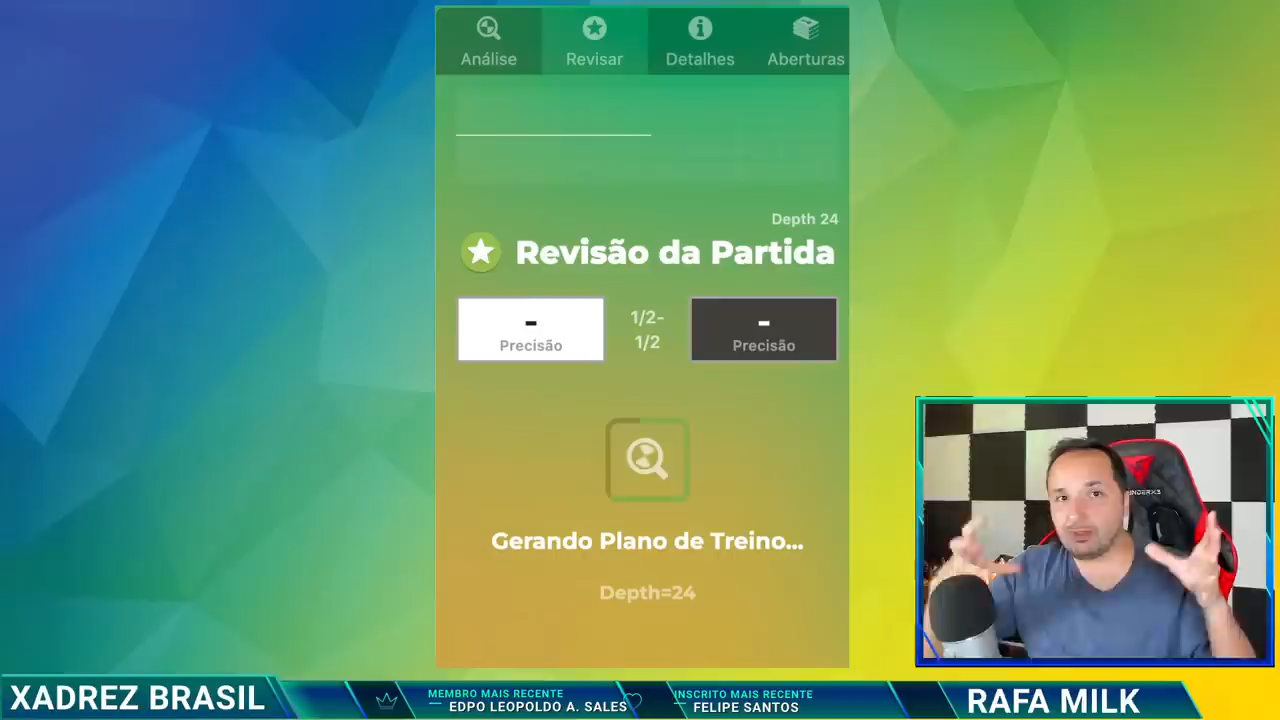 Análise
Revisar
Detalhes
Aberturas
Depth 24
Revisão da Partida
-
Precisão
1/2-
1/2
-
Precisão
Gerando Plano de Treino...
Depth=24
XADREZ BRASIL
MEMBRO MAIS RECENTE
EDPO LEOPOLDO A. SALES
INSCRITO MAIS RECENTE
FELIPE SANTOS
RAFA MILK